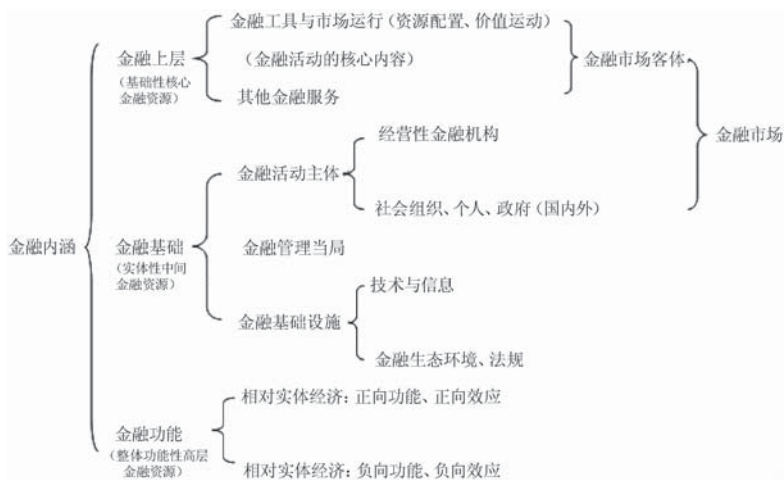 金融工具与市场运行（资源配置、价值运动）
金融上层
（金融活动的核心内容）
金融市场客体
（基础性核心
金融资源）
其他金融服务
经营性金融机构
金融市场
金融活动主体
社会组织、个人、政府（国内外）
金融内涵
金融基础
金融管理当局
（实体性中间
金融资源）
技术与信息
金融基础设施
金融生态环境、法规
相对实体经济：正向功能、正向效应
金融功能
（整体功能性高层
金融资源）
相对实体经济：负向功能、负向效应